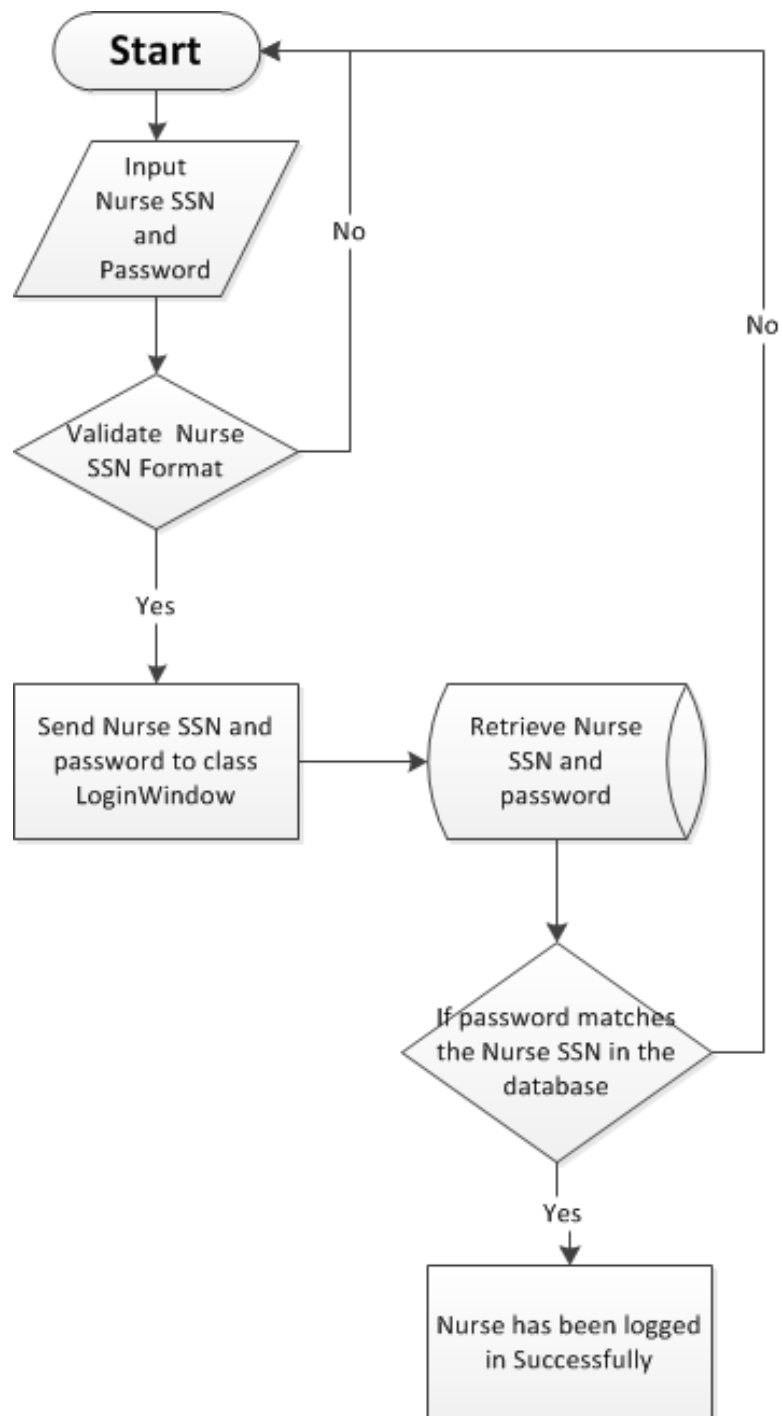 Start
Input
Nurse SSN
and
Password
No
No
Validate Nurse
SSN Format
Yes
Send Nurse SSN and
password to class
LoginWindow
Retrieve Nurse
SSN and
password
If password matches
the Nurse SSN in the
database
Yes
Nurse has been logged
in Successfully